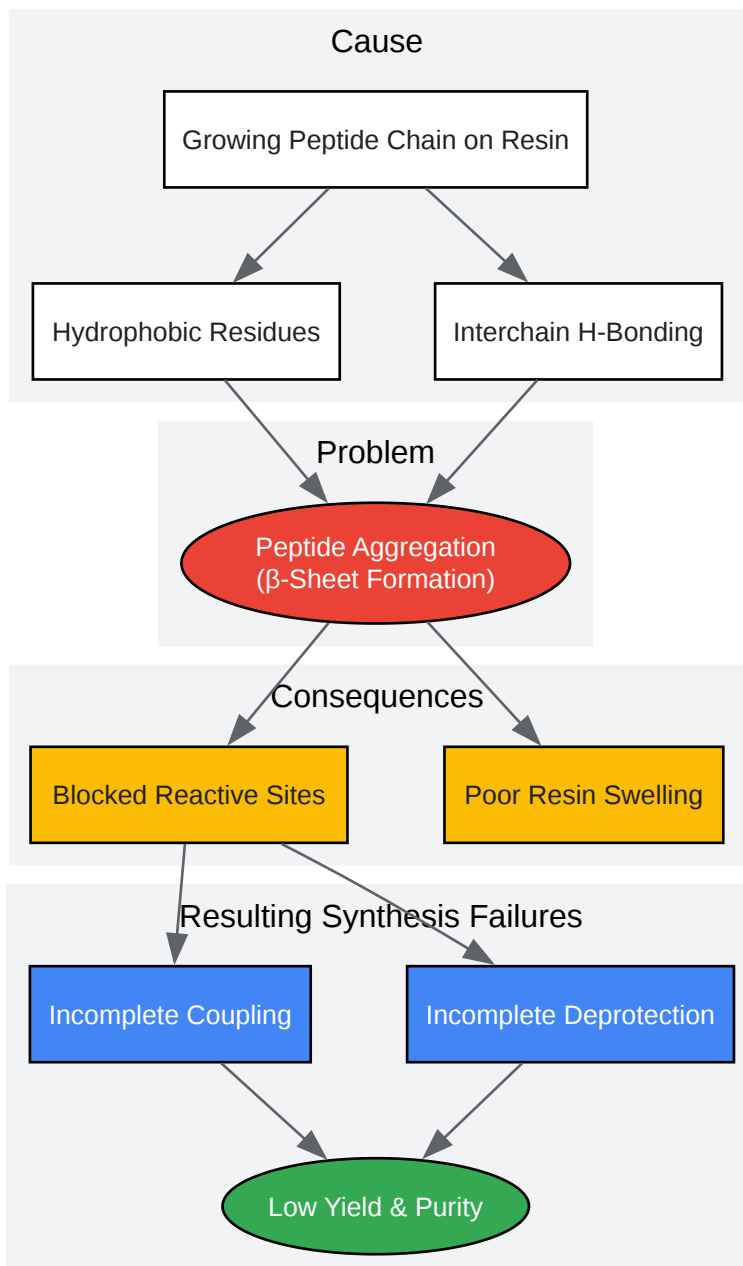 Cause
Growing Peptide Chain on Resin
Hydrophobic Residues
Interchain H-Bonding
Problem
Peptide Aggregation
(β-Sheet Formation)
Consequences
Blocked Reactive Sites
Poor Resin Swelling
Resulting Synthesis Failures
Incomplete Coupling
Incomplete Deprotection
Low Yield & Purity